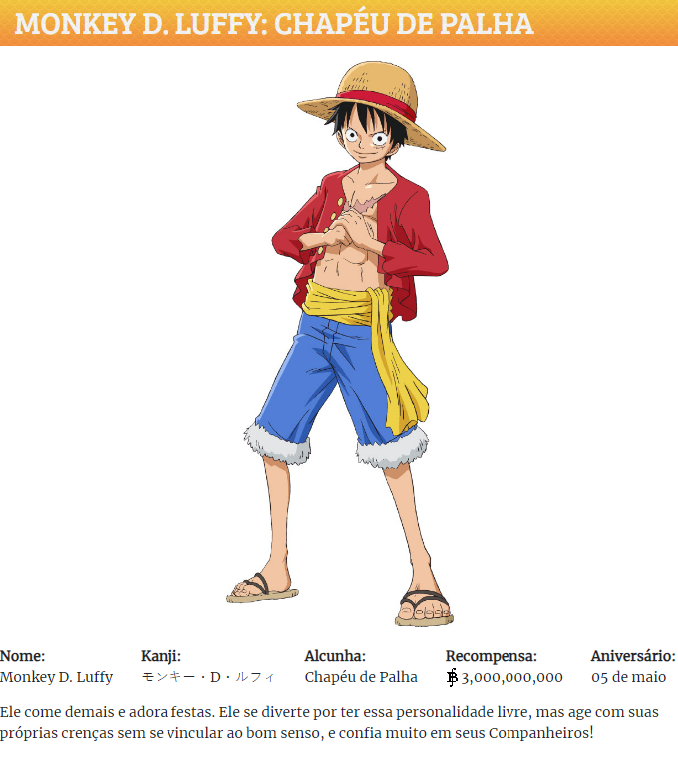 MONKEY D. LUFFY: CHAPÉU DE PALHA
Nome: Kanji: Alcunha: Recompensa: Aniversário:
Monkey D. Luffy モンキー・D・ルフィ Chapéu de Palha ฿ 3,000,000,000 05 de maio
Ele come demais e adora festas. Ele se diverte por ter essa personalidade livre, mas age com suas
próprias crenças sem se vincular ao bom senso, e confia muito em seus Companheiros!